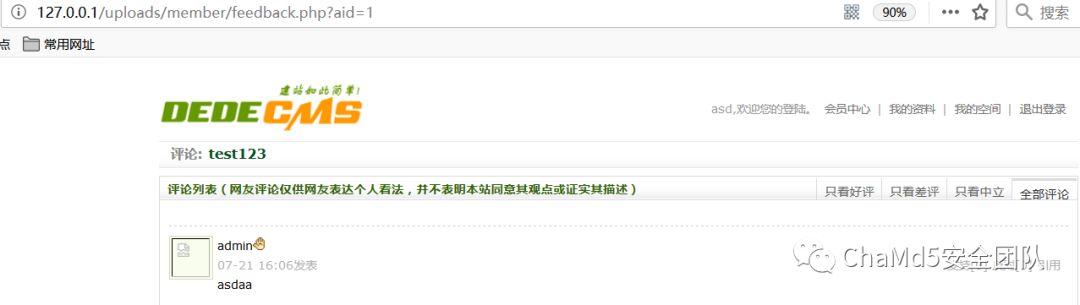 127.0.0.1/uploads/member/feedback.php?aid=1
90%
搜索
点
常用网址
建站如此简单!
DEDECMS
asd,欢迎您的登陆。 会员中心 | 我的资料 | 我的空间 | 退出登录
评论: test123
评论列表（网友评论仅供网友表达个人看法，并不表明本站同意其观点或证实其描述）
只看好评 只看差评 只看中立 全部评论
admin
07-21 16:06发表
引用
asdaa
ChaMd5安全团队